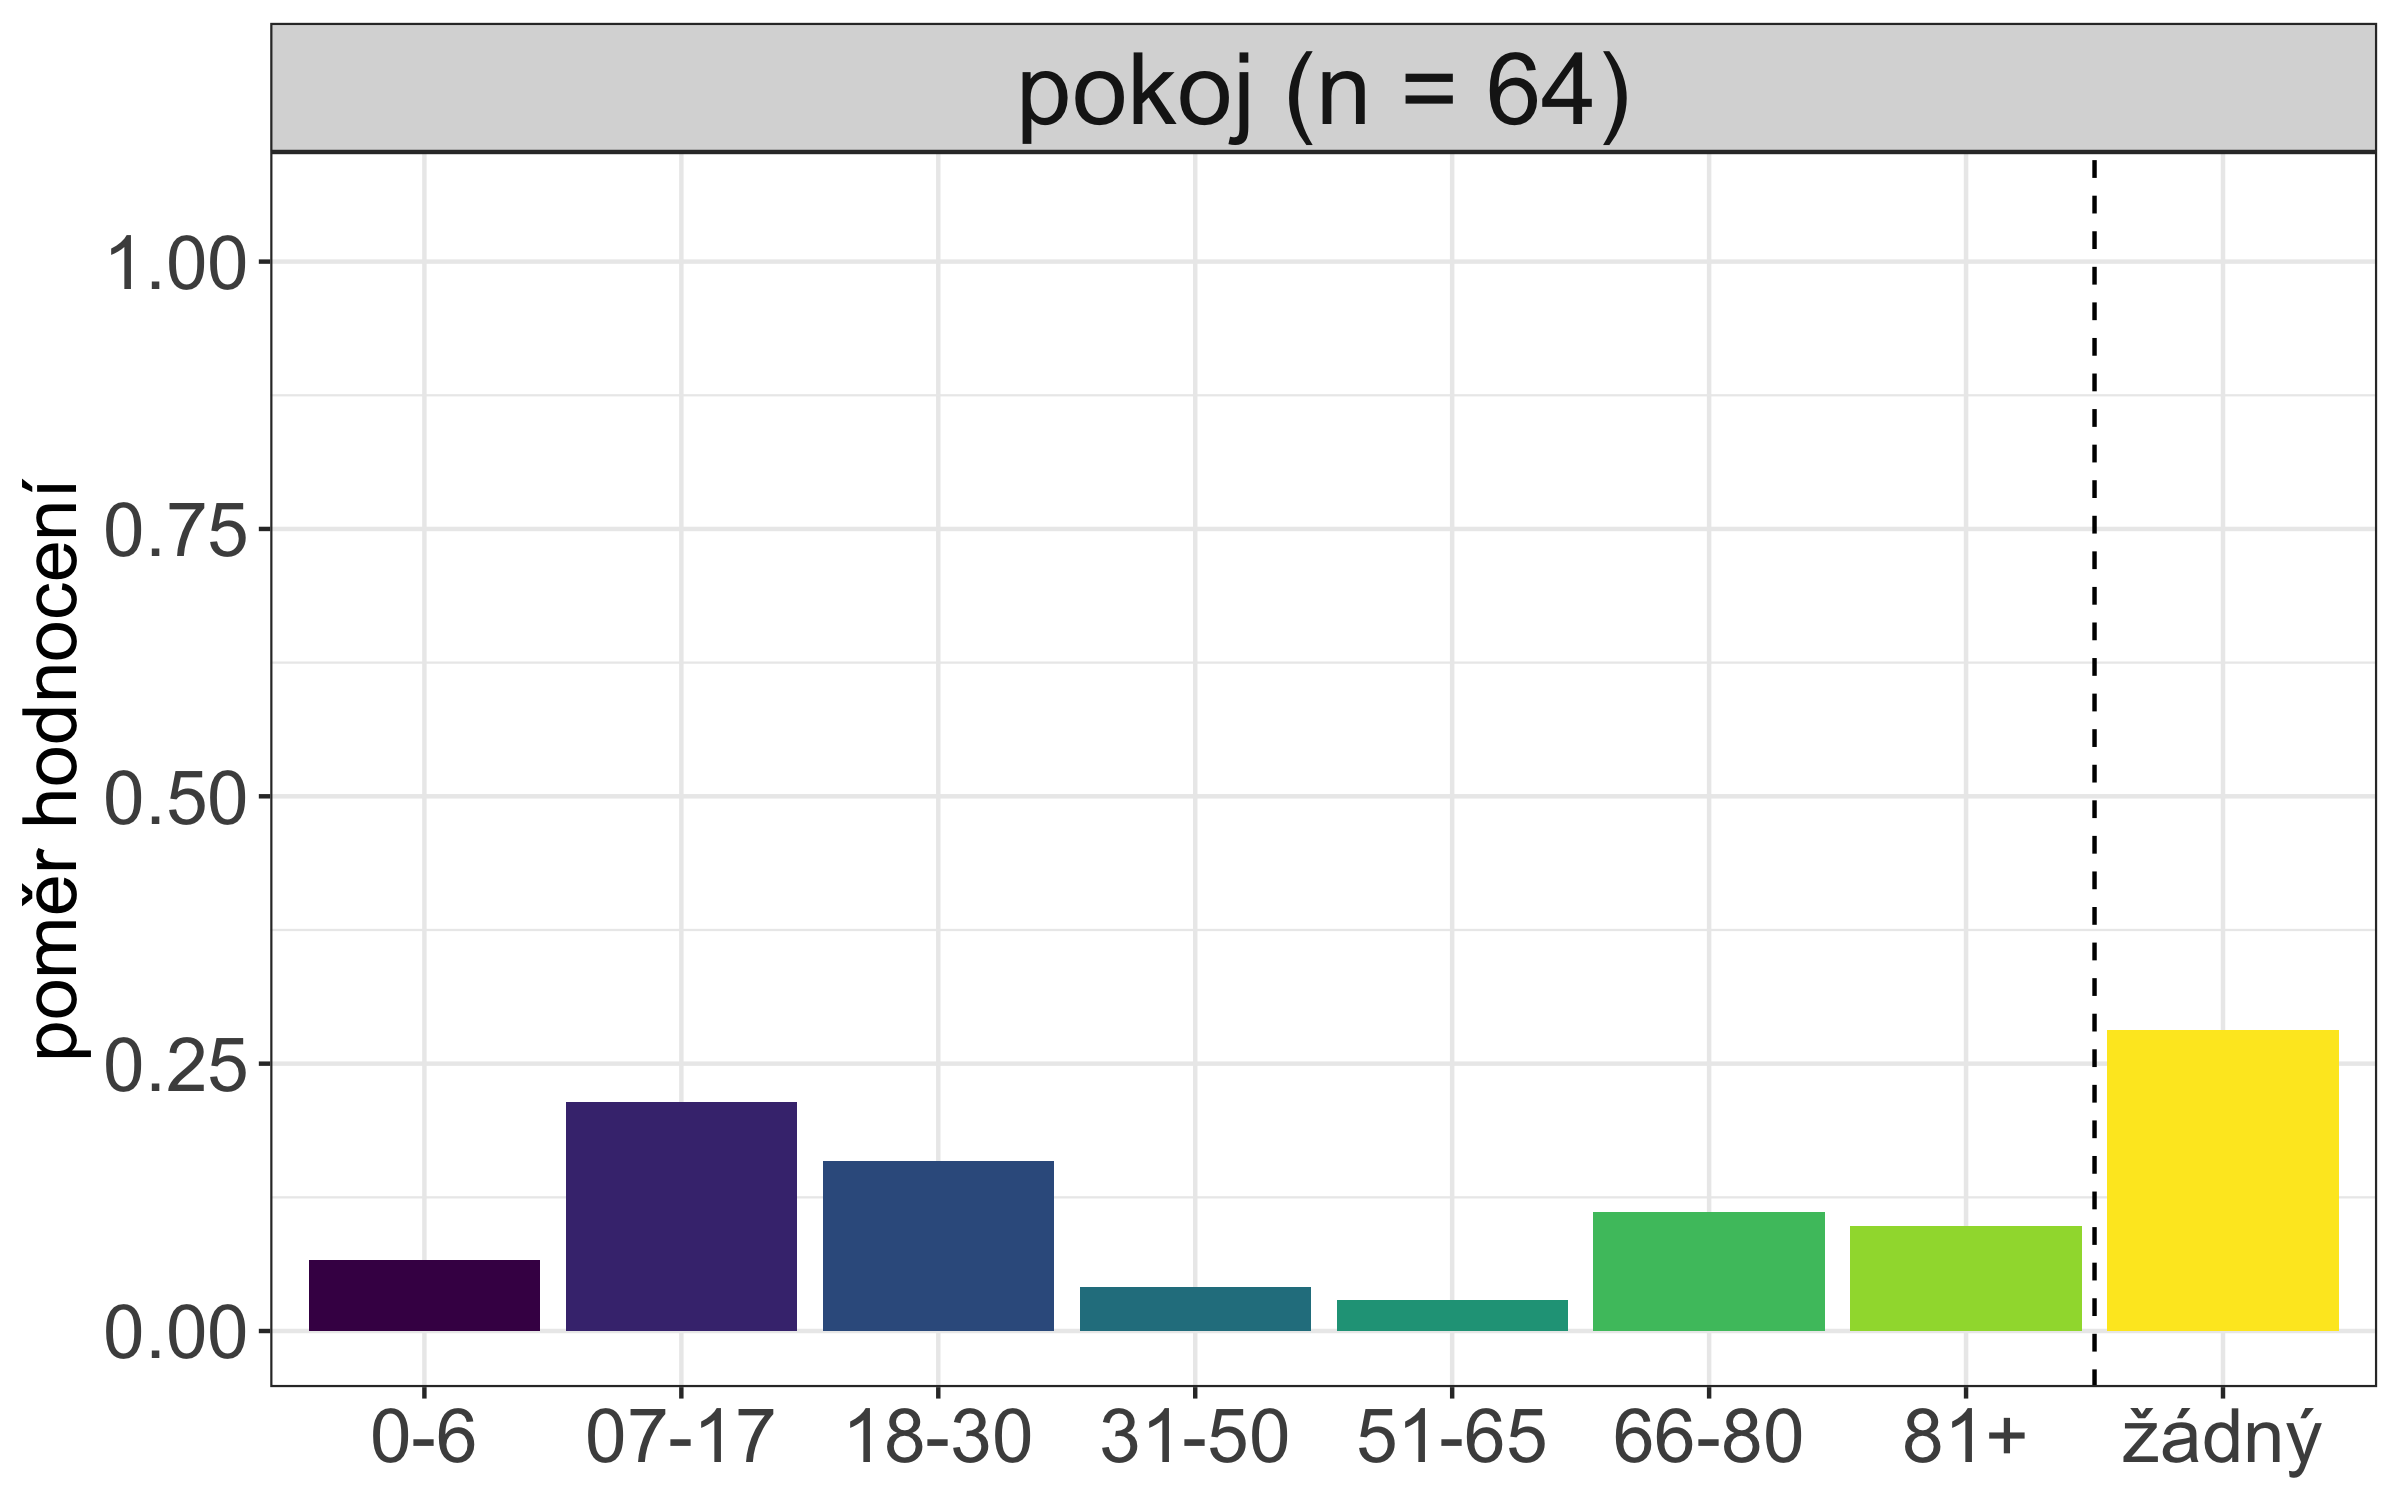 pokoj (n = 64)
poměr hodnocení
1.00
0.75
0.50
0.25
0.00
0-6 07-17 18-30 31-50 51-65 66-80 81+ žádný